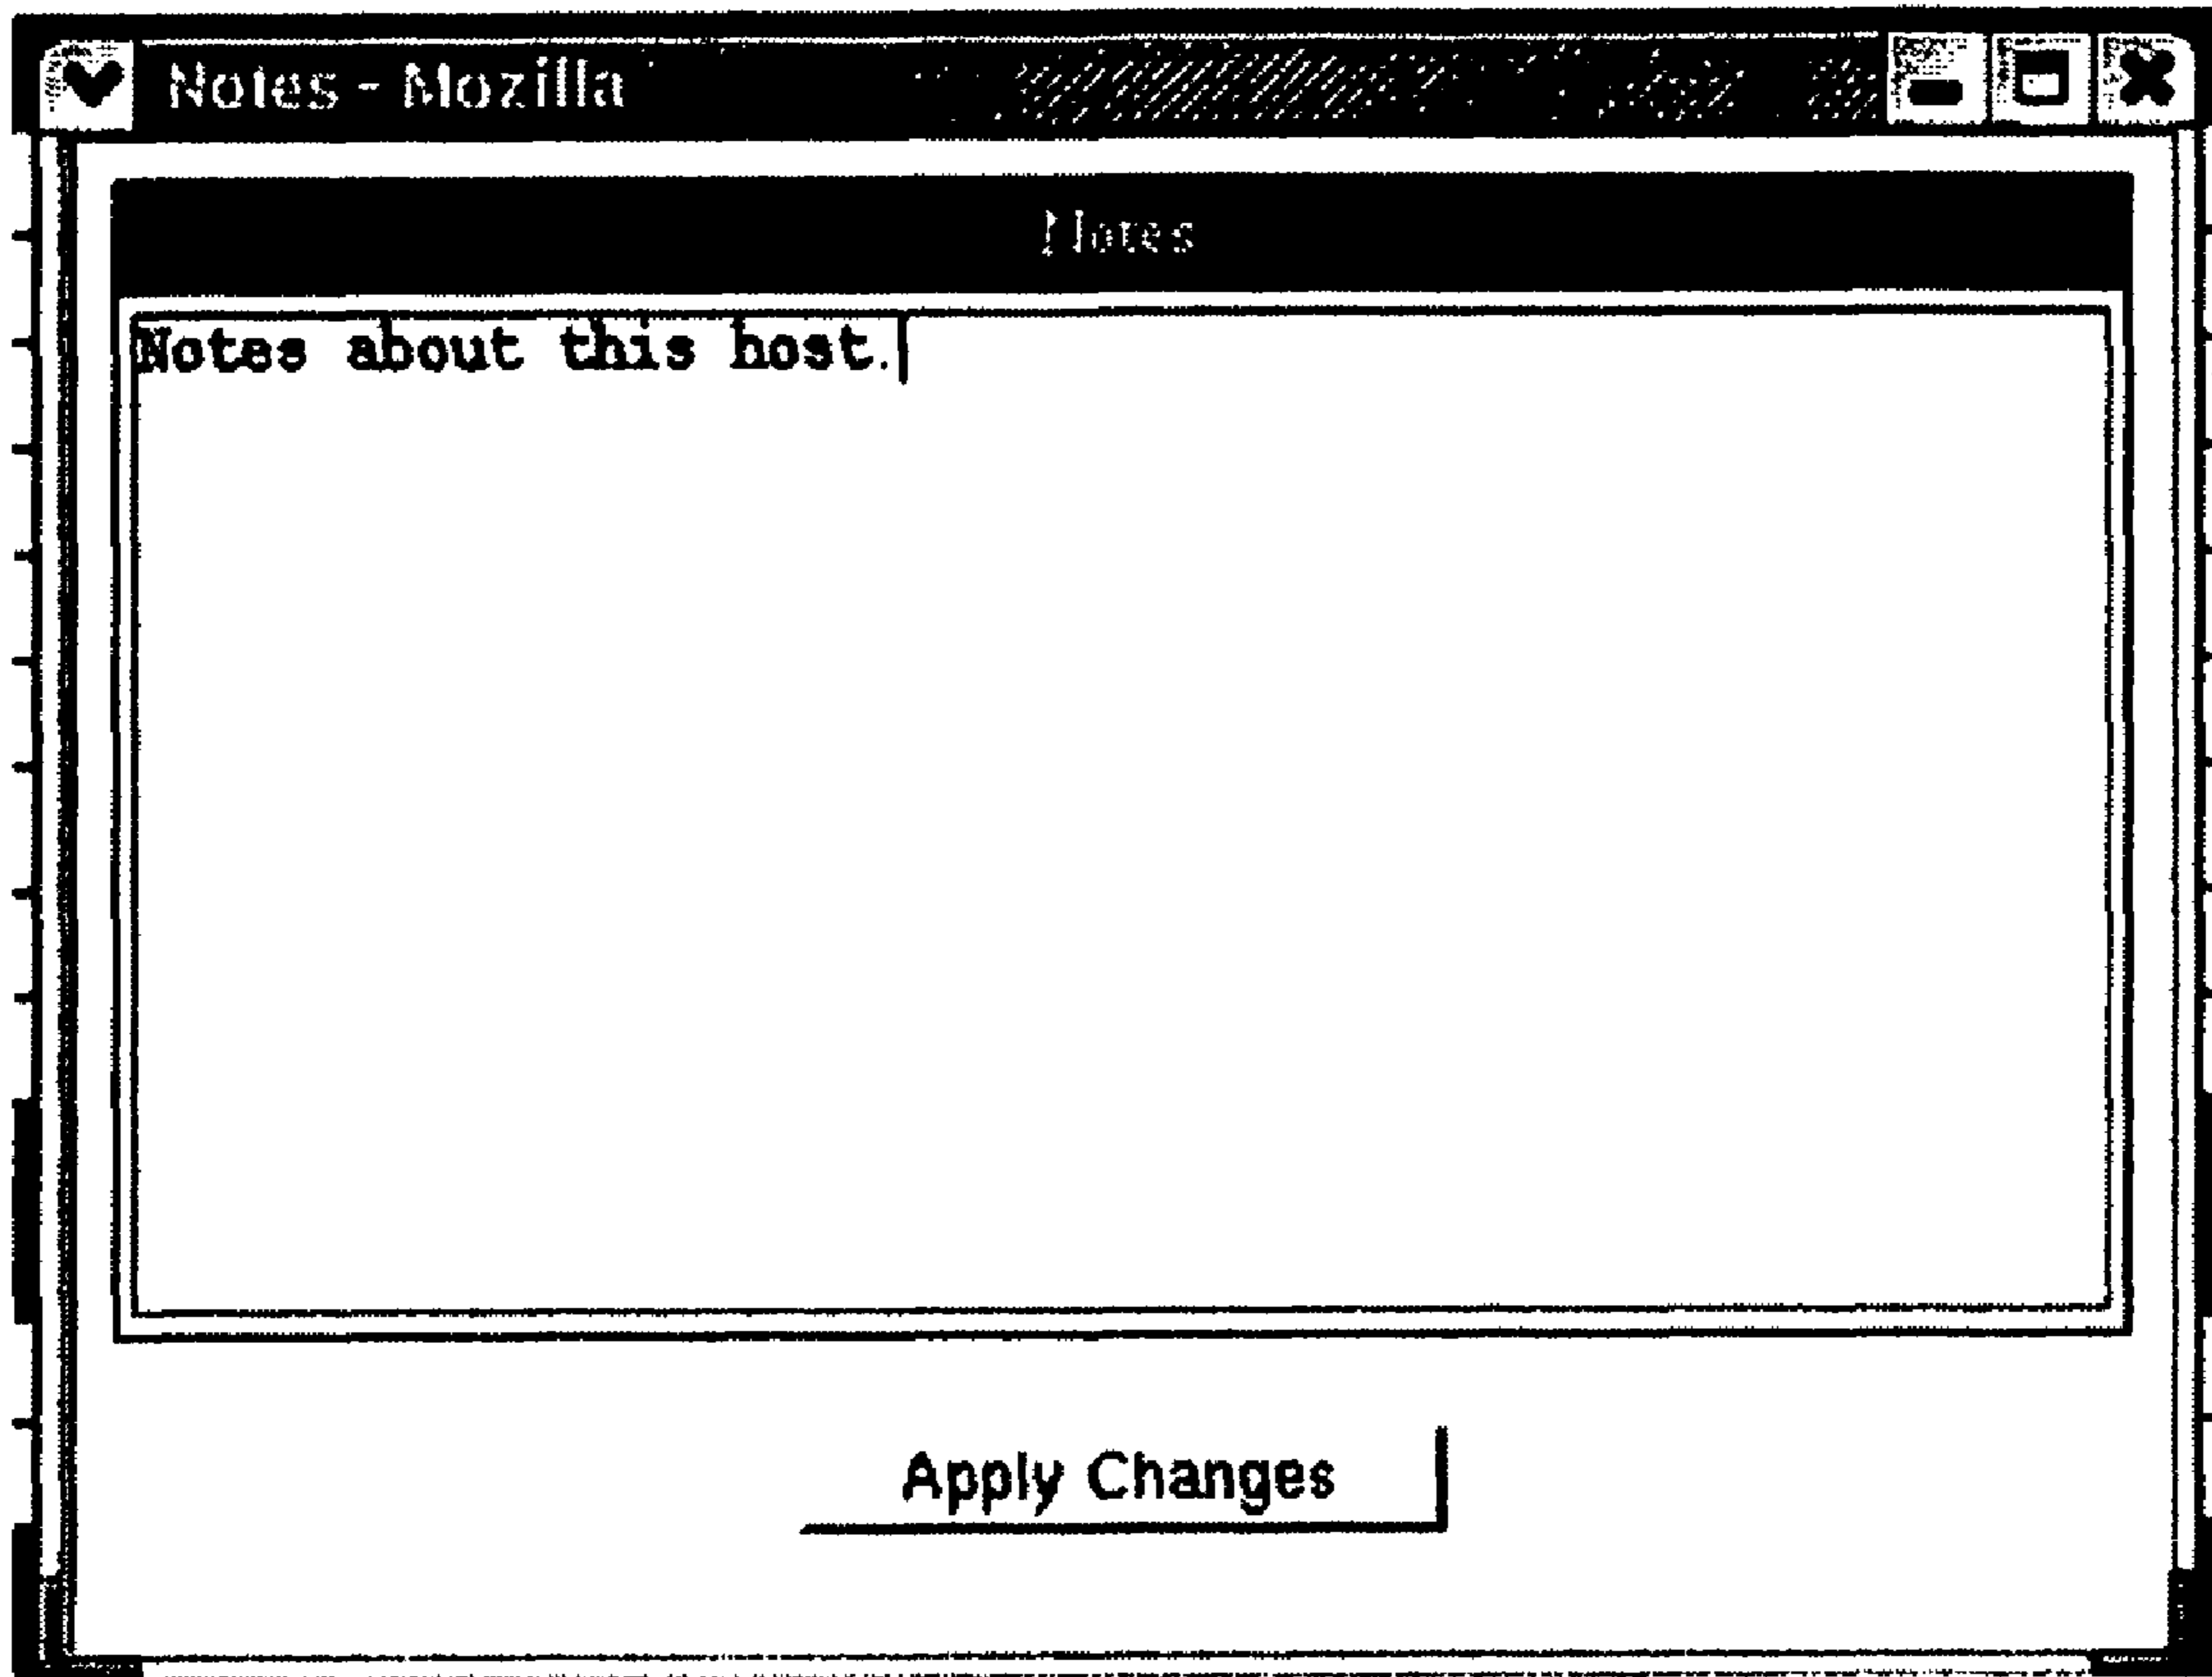 Notes - Mozilla
Notes
Notes about this host.
Apply Changes